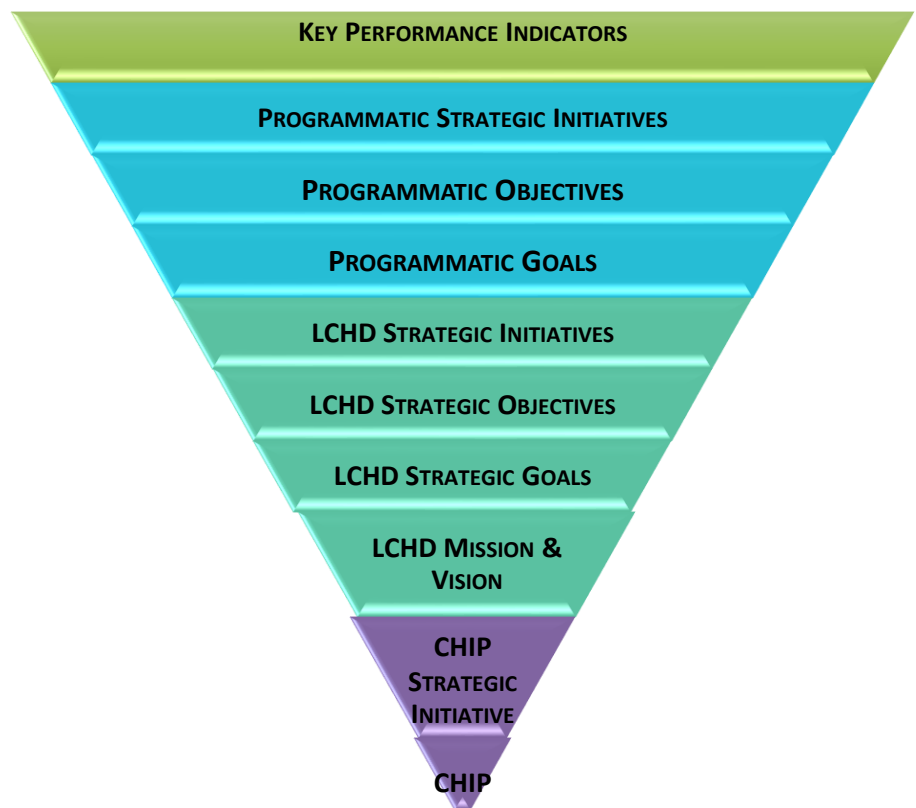 Key Performance Indicators
Programmatic Strategic Initiatives
Programmatic Objectives
Programmatic Goals
LCHD Strategic Initiatives
LCHD Strategic Objectives
LCHD Strategic Goals
LCHD Mission &
Vision
CHIP
Strategic
Initiative
CHIP